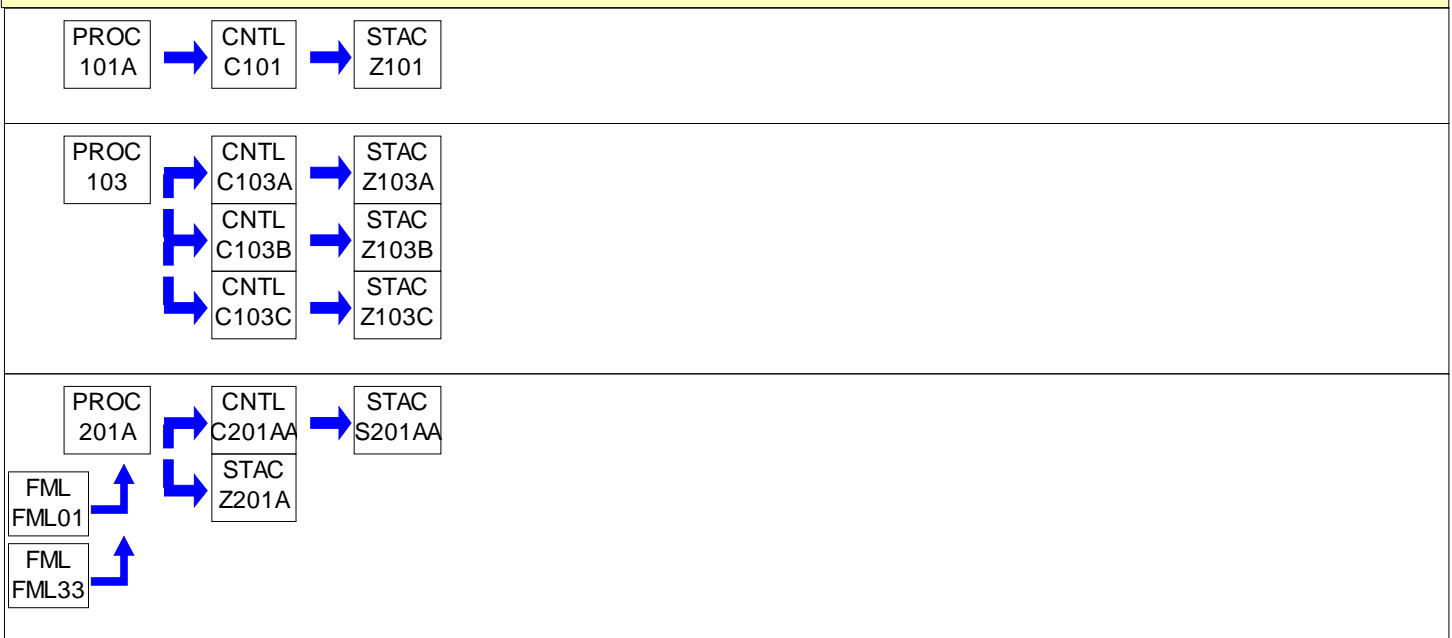 PROC
101A
CNTL
C101
STAC
Z101
PROC
103
CNTL
C103A
STAC
Z103A
CNTL
C103B
STAC
Z103B
CNTL
C103C
STAC
Z103C
PROC
201A
CNTL
C201AA
STAC
S201AA
STAC
Z201A
FML
FML01
FML
FML33